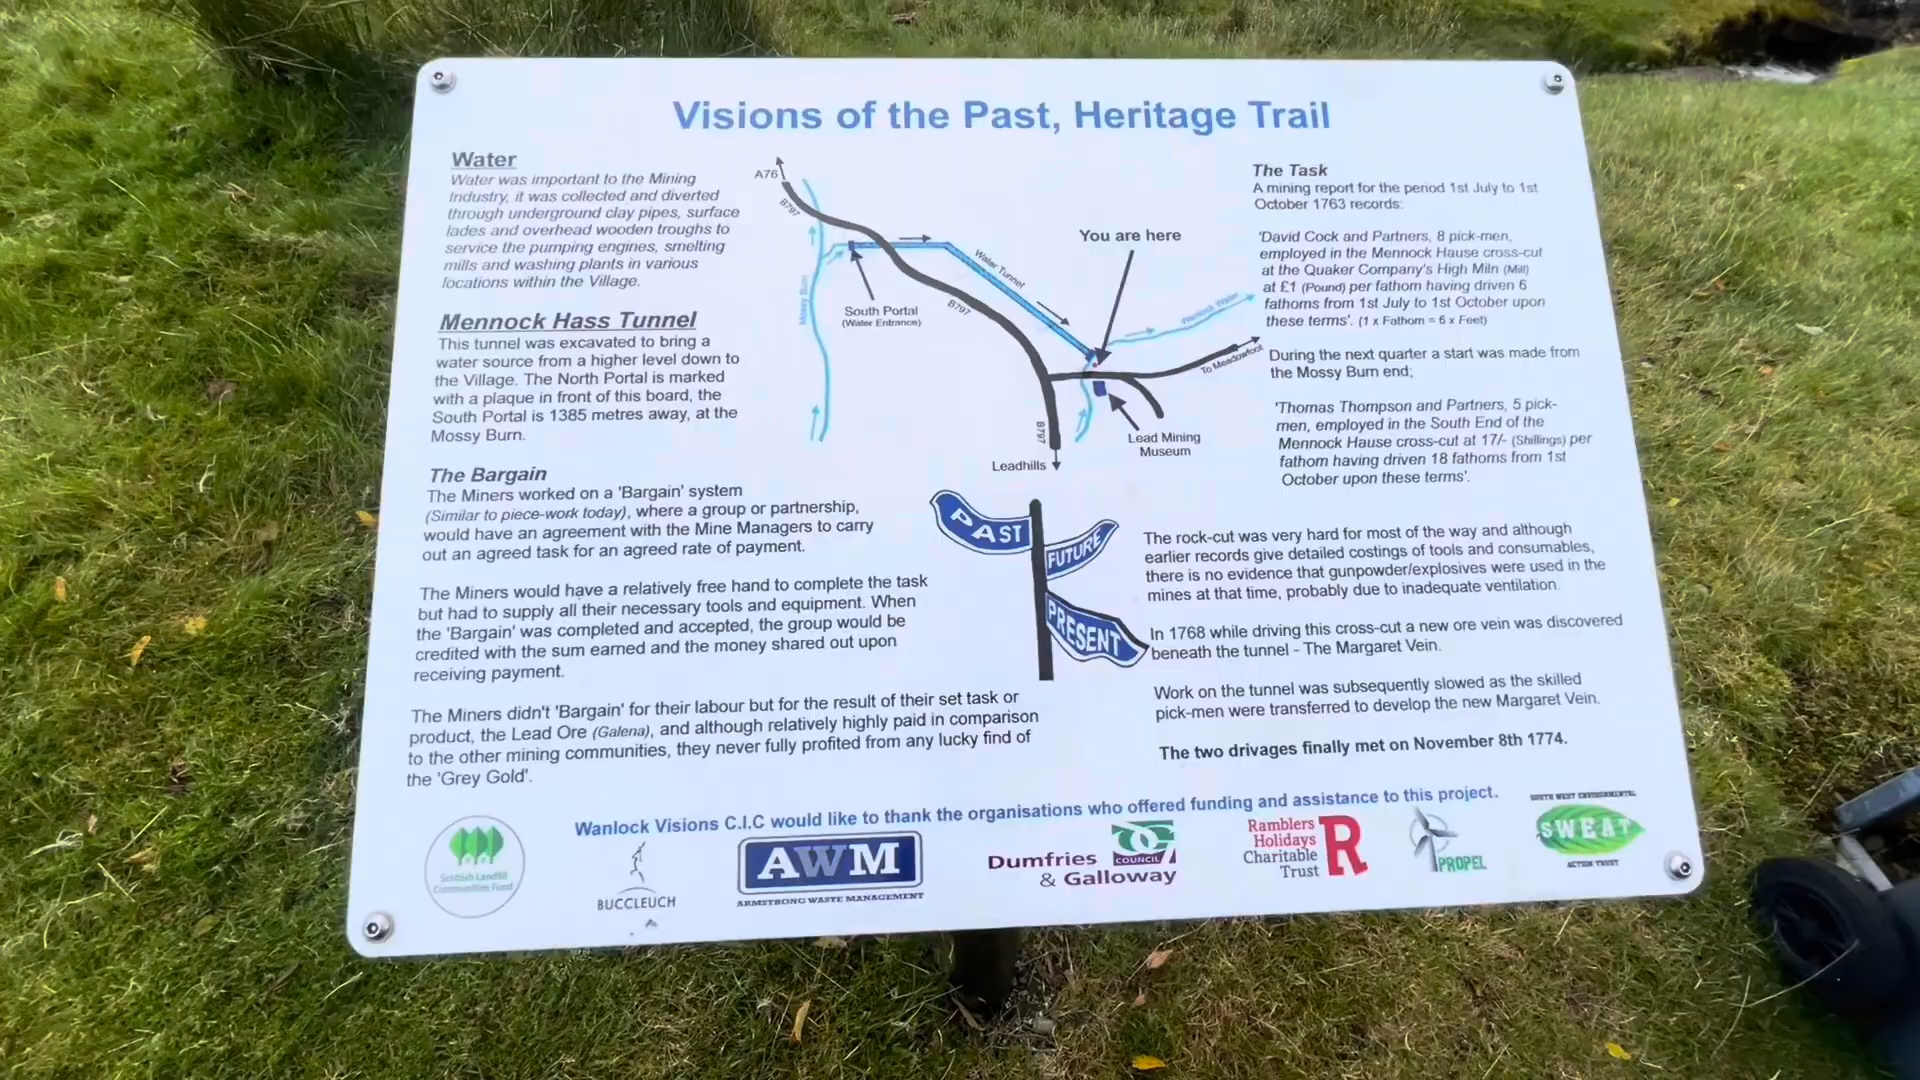 Visions of the Past, Heritage Trail
Water
Water was important to the Mining
Industry, it was collected and diverted
through underground clay pipes, surface
lades and overhead wooden troughs to
service the pumping engines, smelting
mills and washing plants in various
locations within the Village.
Mennock Hass Tunnel
This tunnel was excavated to bring a
water source from a higher level down to
the Village. The North Portal is marked
with a plaque in front of this board, the
South Portal is 1385 metres away, at the
Mossy Burn.
The Bargain
The Miners worked on a 'Bargain' system
(Similar to piece-work today), where a group or partnership,
would have an agreement with the Mine Managers to carry
out an agreed task for an agreed rate of payment.
The Miners would have a relatively free hand to complete the task
but had to supply all their necessary tools and equipment. When
the 'Bargain' was completed and accepted, the group would be
credited with the sum earned and the money shared out upon
receiving payment.
The Miners didn't 'Bargain' for their labour but for the result of their set task or
product, the Lead Ore (Galena), and although relatively highly paid in comparison
to the other mining communities, they never fully profited from any lucky find of
the 'Grey Gold'.
A76
B797
Mossy Burn
South Portal
(Water Entrance)
Water Tunnel
B797
You are here
Wanlock Water
To Meadowfoot
B797
Leadhills
Lead Mining
Museum
PAST
FUTURE
PRESENT
The Task
A mining report for the period 1st July to 1st
October 1763 records:
'David Cock and Partners, 8 pick-men,
employed in the Mennock Hause cross-cut
at the Quaker Company's High Miln (Mill)
at £1 (Pound) per fathom having driven 6
fathoms from 1st July to 1st October upon
these terms'. (1 x Fathom = 6 x Feet)
During the next quarter a start was made from
the Mossy Burn end;
'Thomas Thompson and Partners, 5 pick-
men, employed in the South End of the
Mennock Hause cross-cut at 17/- (Shillings) per
fathom having driven 18 fathoms from 1st
October upon these terms'.
The rock-cut was very hard for most of the way and although
earlier records give detailed costings of tools and consumables,
there is no evidence that gunpowder/explosives were used in the
mines at that time, probably due to inadequate ventilation.
In 1768 while driving this cross-cut a new ore vein was discovered
beneath the tunnel - The Margaret Vein.
Work on the tunnel was subsequently slowed as the skilled
pick-men were transferred to develop the new Margaret Vein.
The two drivages finally met on November 8th 1774.
Wanlock Visions C.I.C would like to thank the organisations who offered funding and assistance to this project.
Scottish Landfill
Communities Fund
BUCCLEUCH
AWM
ARMSTRONG WASTE MANAGEMENT
Dumfries
& Galloway
COUNCIL
Ramblers
Holidays
Charitable
Trust
R
PROPEL
SOUTH WEST ENVIRONMENTAL
SWEAT
ACTION TRUST